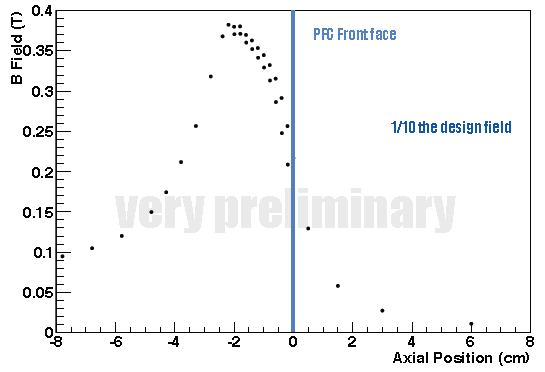 B Field (T)
0.4
0.35
0.3
0.25
0.2
0.15
0.1
0.05
0
PFC Front face
1/10 the design field
very preliminary
-8 -6 -4 -2 0 2 4 6 8
Axial Position (cm)